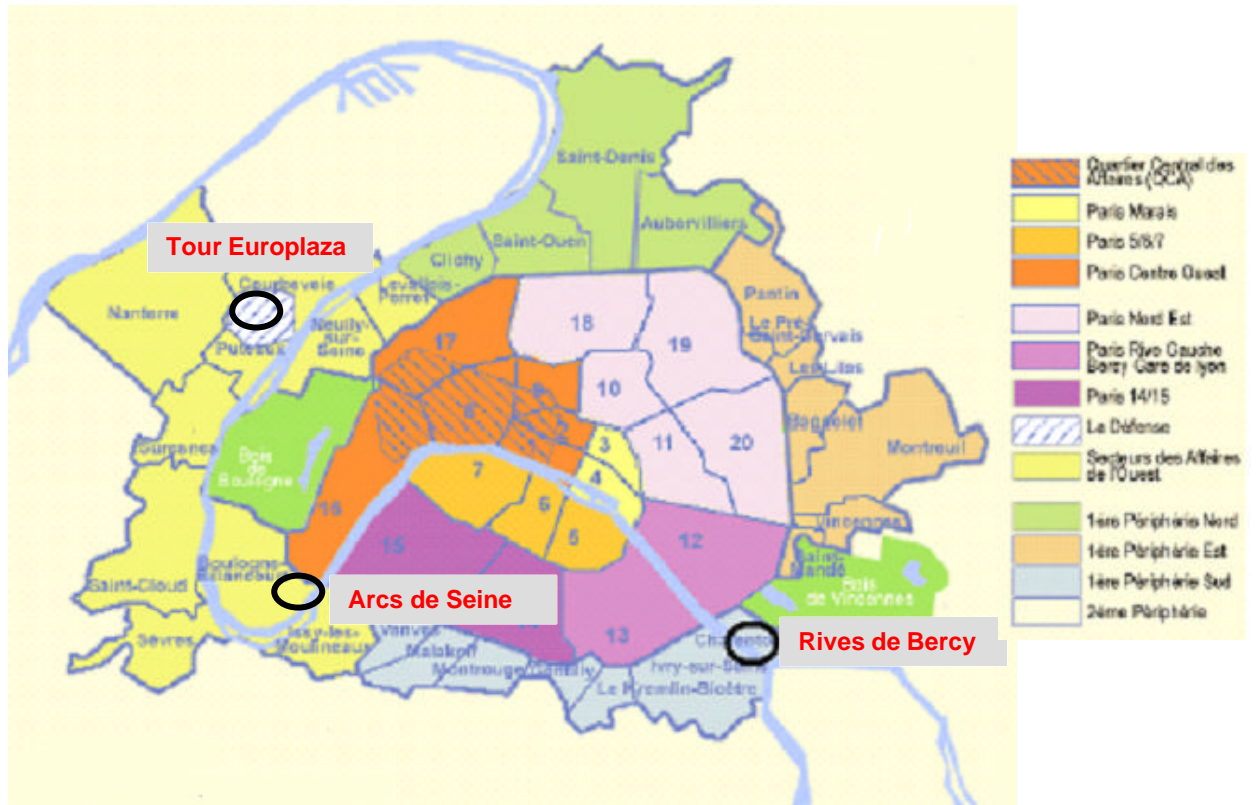 Saint-Denis
Aubervilliers
Saint-Ouen
Clichy
Tour Europlaza
Courbevoie
Levallois-
Perret
Nanterre
Neuilly-
sur-
Seine
Puteaux
Pantin
Le Pré-
Saint-Gervais
Les Lilas
Bagnolet
Montreuil
17
18
19
9
8
2
10
3
11
20
4
7
6
5
16
15
12
13
Suresnes
Bois
de
Boulogne
Vincennes
Saint-
Mandé
Bois
de Vincennes
Saint-Cloud
Boulogne-
Billancourt
Arcs de Seine
Sèvres
Issy-les-
Moulineaux
Vanves
Malakoff
Montrouge
Gentilly
Charenton
Rives de Bercy
Ivry-sur-Seine
Le Kremlin-Bicêtre
Quartier Central des
Affaires (QCA)
Paris Marais
Paris 5/6/7
Paris Centre Ouest
Paris Nord Est
Paris Rive Gauche
Bercy Gare de lyon
Paris 14/15
La Défense
Secteurs des Affaires
de l'Ouest
1ère Périphérie Nord
1ère Périphérie Est
1ère Périphérie Sud
2ème Périphérie